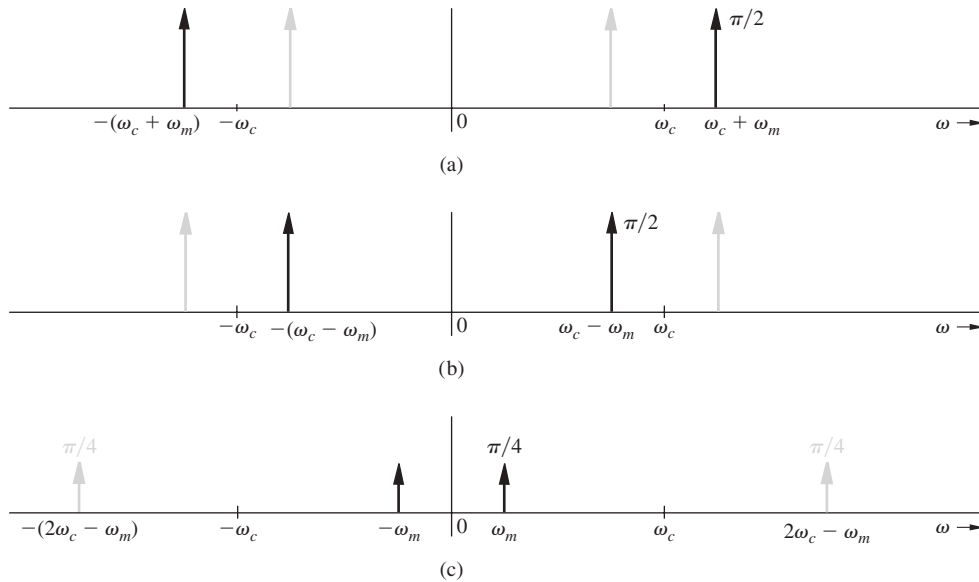 π/2
−(ω_c + ω_m) −ω_c 0 ω_c ω_c + ω_m ω →
(a)
π/2
−ω_c −(ω_c − ω_m) 0 ω_c − ω_m ω_c ω →
(b)
π/4 π/4 π/4
−(2ω_c − ω_m) −ω_c −ω_m 0 ω_m ω_c 2ω_c − ω_m ω →
(c)